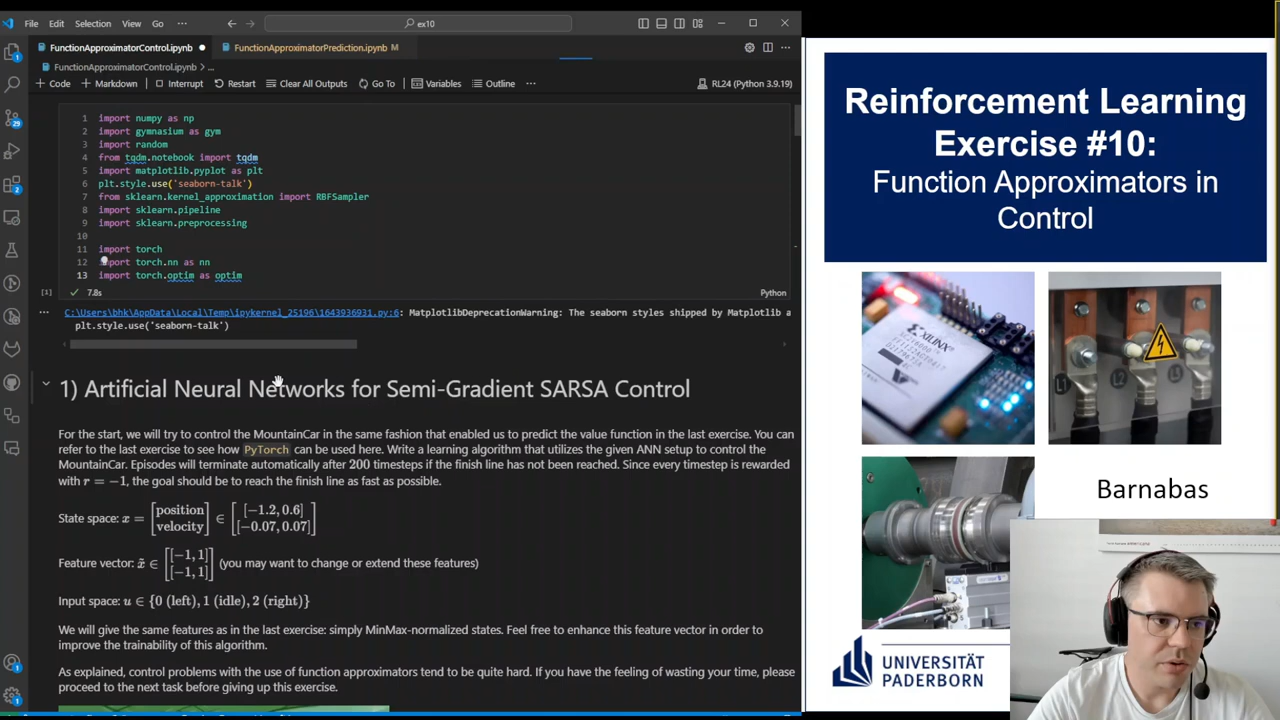 File Edit Selection View Go ··· ex10
FunctionApproximatorControl.ipynb FunctionApproximatorPrediction.ipynb M
FunctionApproximatorControl.ipynb > ...
+ Code + Markdown Interrupt Restart Clear All Outputs Go To Variables Outline ··· RL24 (Python 3.9.19)
1 import numpy as np
2 import gymnasium as gym
3 import random
4 from tqdm.notebook import tqdm
5 import matplotlib.pyplot as plt
6 plt.style.use('seaborn-talk')
7 from sklearn.kernel_approximation import RBFSampler
8 import sklearn.pipeline
9 import sklearn.preprocessing
10
11 import torch
12 import torch.nn as nn
13 import torch.optim as optim
[1] 7.8s Python
C:\Users\bhk\AppData\Local\Temp\ipykernel_25196\1643936931.py:6: MatplotlibDeprecationWarning: The seaborn styles shipped by Matplotlib a
plt.style.use('seaborn-talk')
1) Artificial Neural Networks for Semi-Gradient SARSA Control
For the start, we will try to control the MountainCar in the same fashion that enabled us to predict the value function in the last exercise. You can
refer to the last exercise to see how PyTorch can be used here. Write a learning algorithm that utilizes the given ANN setup to control the
MountainCar. Episodes will terminate automatically after 200 timesteps if the finish line has not been reached. Since every timestep is rewarded
with r = −1, the goal should be to reach the finish line as fast as possible.
State space: x = [position velocity] ∈ [[−1.2, 0.6] [−0.07, 0.07]]
Feature vector: x̃ ∈ [[−1, 1] [−1, 1]] (you may want to change or extend these features)
Input space: u ∈ {0 (left), 1 (idle), 2 (right)}
We will give the same features as in the last exercise: simply MinMax-normalized states. Feel free to enhance this feature vector in order to
improve the trainability of this algorithm.
As explained, control problems with the use of function approximators tend to be quite hard. If you have the feeling of wasting your time, please
proceed to the next task before giving up this exercise.
Reinforcement Learning
Exercise #10:
Function Approximators in
Control
XILINX
L1
L2
Barnabas
UNIVERSITÄT
PADERBORN